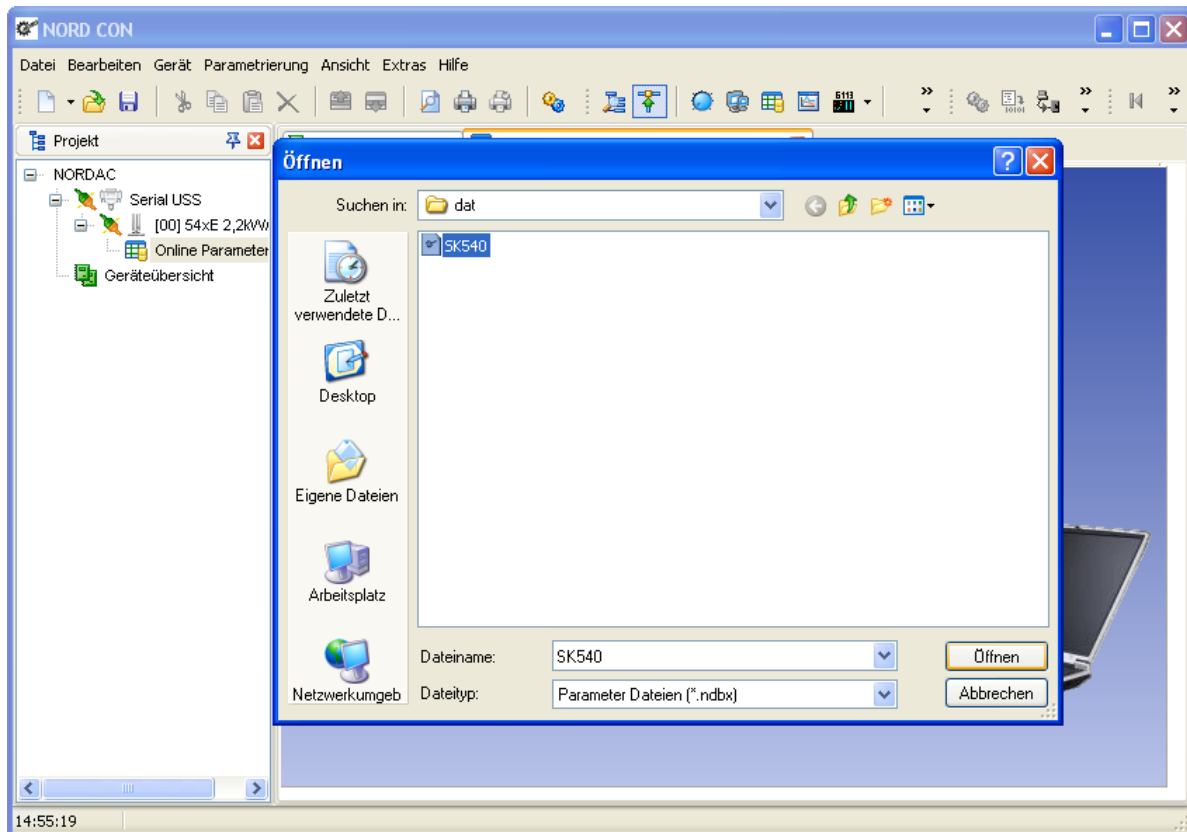 NORD CON
Datei Bearbeiten Gerät Parametrierung Ansicht Extras Hilfe
Projekt
NORDAC
Serial USS
[00] 54xE 2,2kW/
Online Parameter
Geräteübersicht
Öffnen
Suchen in: dat
SK540
Zuletzt
verwendete D...
Desktop
Eigene Dateien
Arbeitsplatz
Netzwerkumgeb
Dateiname: SK540 Öffnen
Dateityp: Parameter Dateien (*.ndbx) Abbrechen
14:55:19